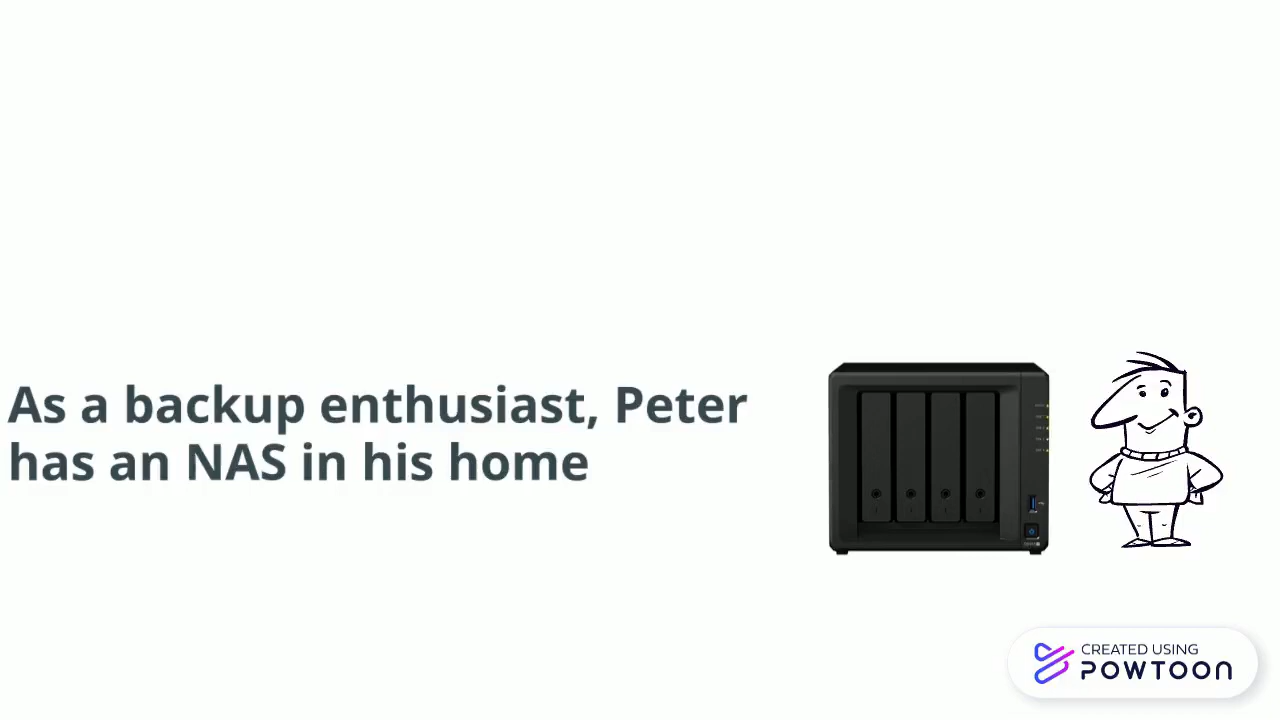 As a backup enthusiast, Peter
has an NAS in his home
CREATED USING
POWTOON